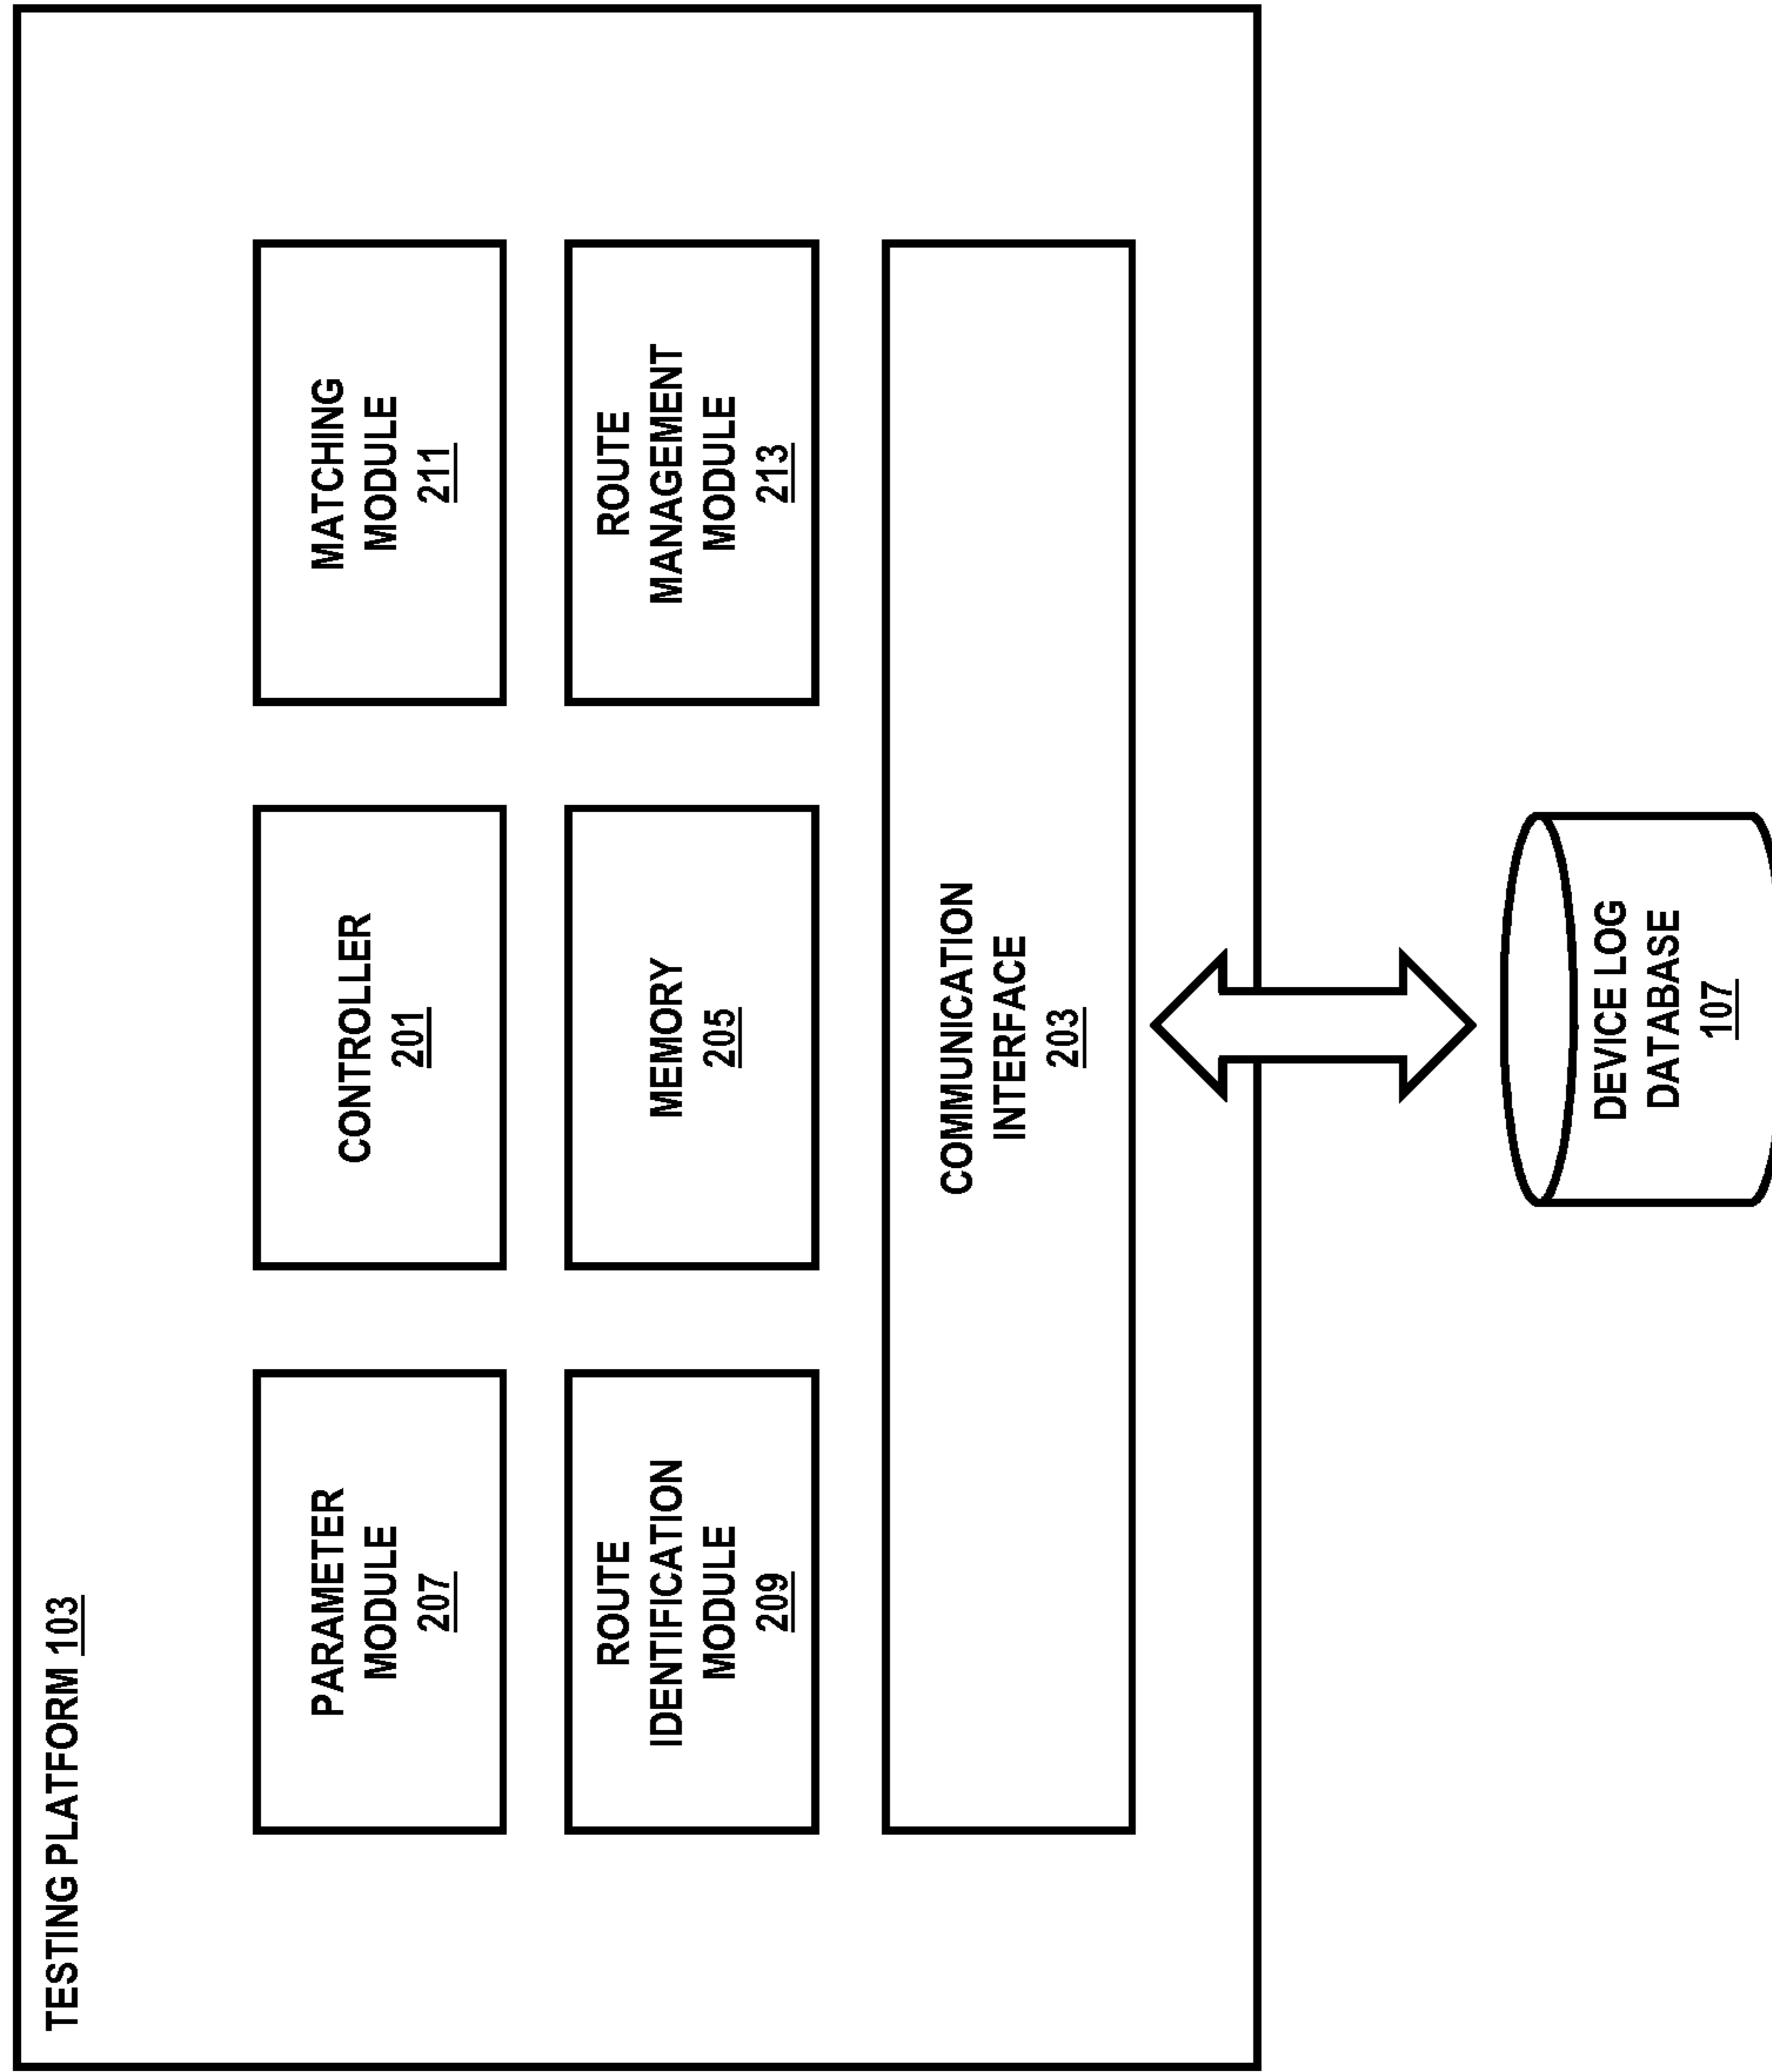 TESTING PLATFORM 103
PARAMETER
MODULE
207
CONTROLLER
201
MATCHING
MODULE
211
ROUTE
IDENTIFICATION
MODULE
209
MEMORY
205
ROUTE
MANAGEMENT
MODULE
213
COMMUNICATION
INTERFACE
203
DEVICE LOG
DATABASE
107